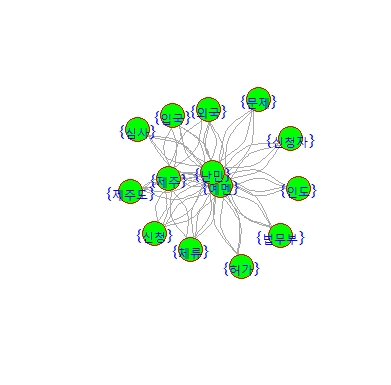 {문제}
{입국}
{외국}
{심사}
{신청자}
{난민}
{제주}
{예멘}
{제주도}
{인도}
{신청}
{법무부}
{체류}
{허가}